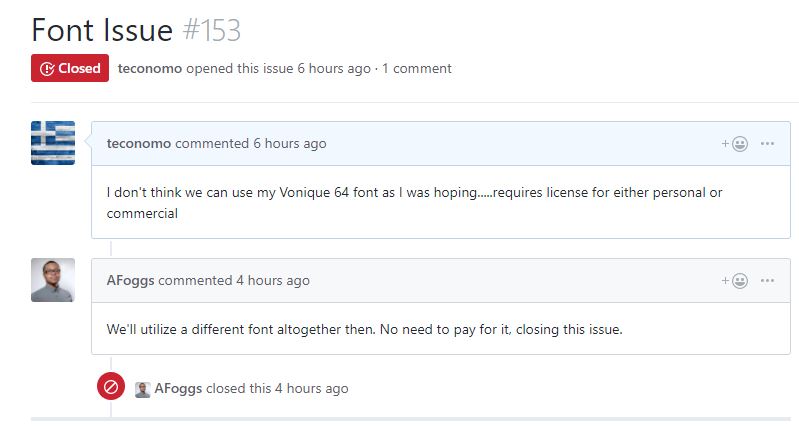 Font Issue #153
Closed teconomo opened this issue 6 hours ago · 1 comment
teconomo commented 6 hours ago
I don't think we can use my Vonique 64 font as I was hoping.....requires license for either personal or
commercial
AFoggs commented 4 hours ago
We'll utilize a different font altogether then. No need to pay for it, closing this issue.
AFoggs closed this 4 hours ago